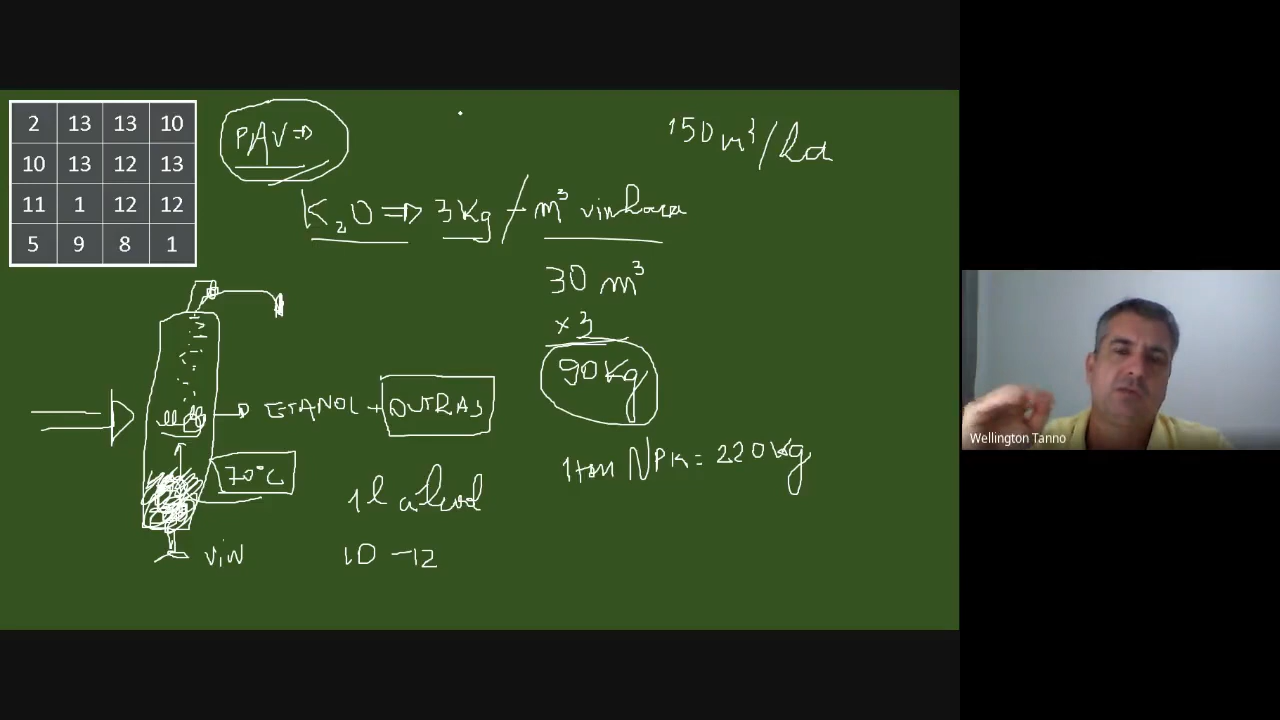 2 13 13 10
10 13 12 13
11 1 12 12
5 9 8 1
PAV⇒
150 m³/ha
K₂O ⇒ 3 Kg / m³ vinhaça
30 m³
x3
90 Kg
ETANOL + OUTRAS
70°C
1 ton NPK = 220 kg
1 l alcool
VIN
10 - 12
Wellington Tanno